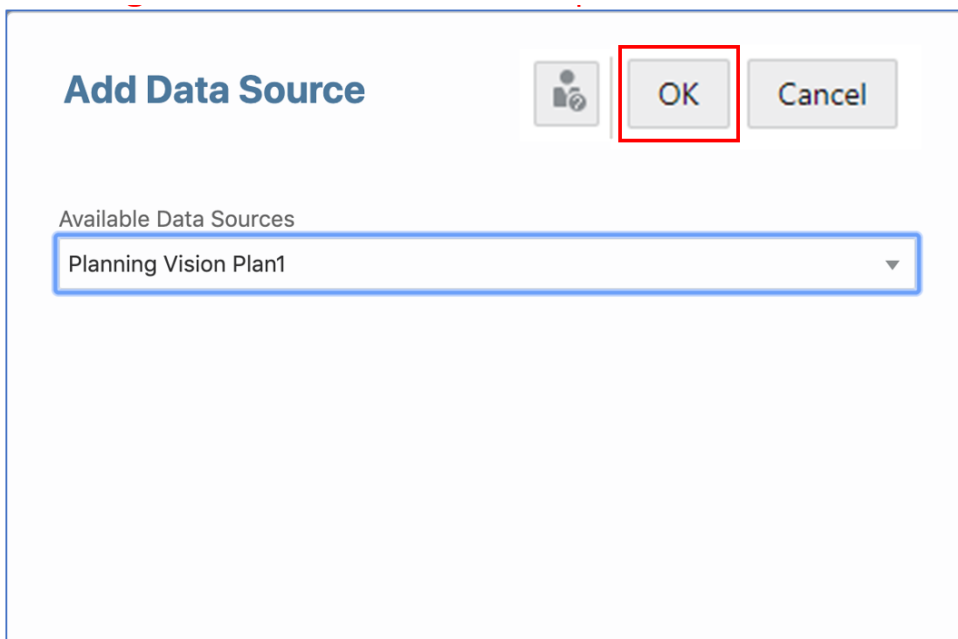 Add Data Source
OK
Cancel
Available Data Sources
Planning Vision Plan1